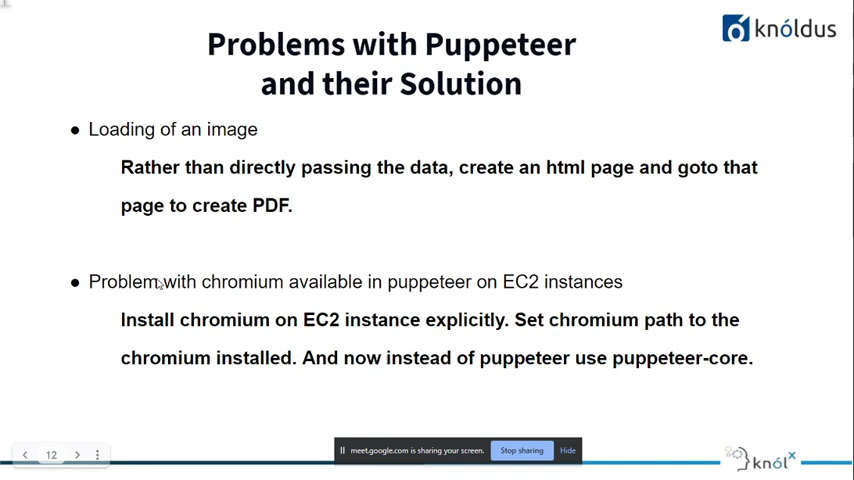 knóldus
Problems with Puppeteer
and their Solution
● Loading of an image
Rather than directly passing the data, create an html page and goto that
page to create PDF.
● Problem with chromium available in puppeteer on EC2 instances
Install chromium on EC2 instance explicitly. Set chromium path to the
chromium installed. And now instead of puppeteer use puppeteer-core.
12
meet.google.com is sharing your screen. Stop sharing Hide
knólx